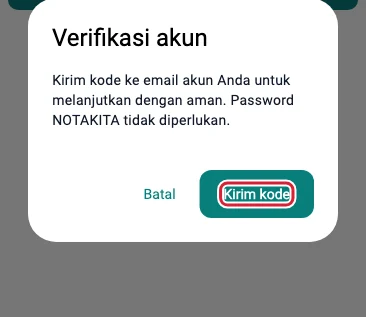 Verifikasi akun
Kirim kode ke email akun Anda untuk
melanjutkan dengan aman. Password
NOTAKITA tidak diperlukan.
Batal
Kirim kode